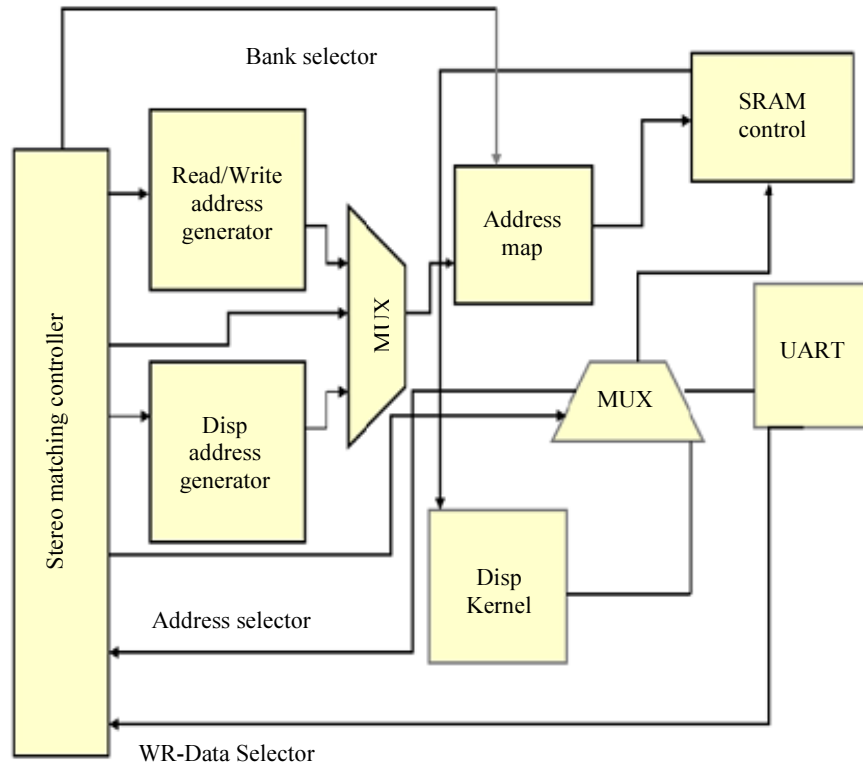 Bank selector
SRAM
control
Read/Write
address
generator
Address
map
MUX
UART
Stereo matching controller
MUX
Disp
address
generator
Disp
Kernel
Address selector
WR-Data Selector